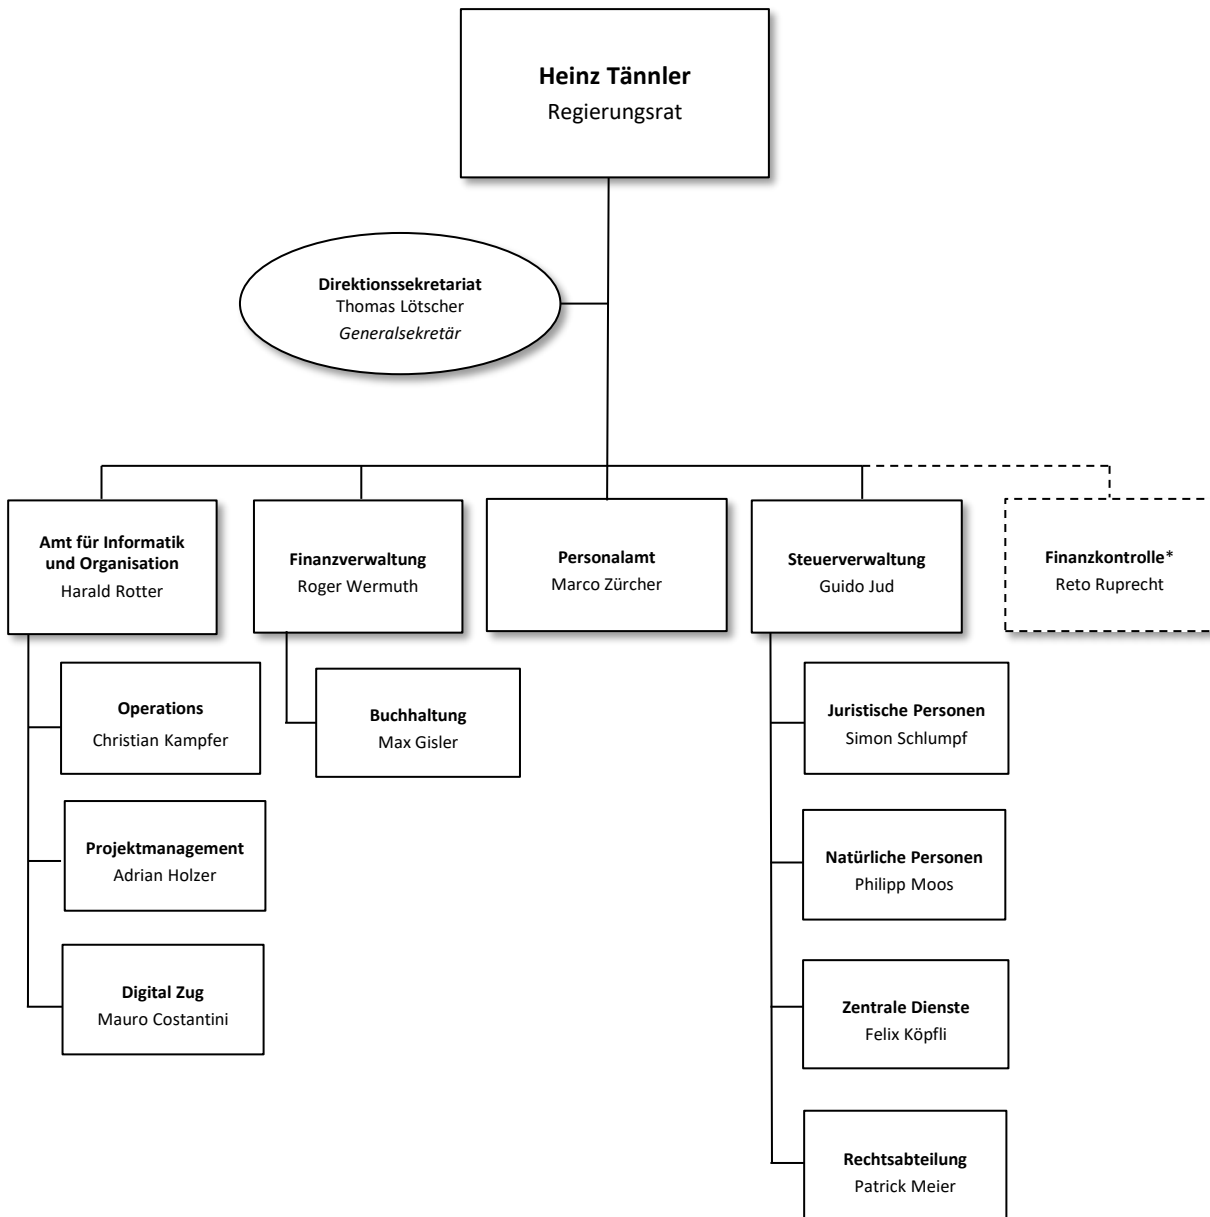 Heinz Tännler
Regierungsrat
Direktionssekretariat
Thomas Lötscher
Generalsekretär
Amt für Informatik
und Organisation
Harald Rotter
Finanzverwaltung
Roger Wermuth
Personalamt
Marco Zürcher
Steuerverwaltung
Guido Jud
Finanzkontrolle*
Reto Ruprecht
Operations
Christian Kampfer
Projektmanagement
Adrian Holzer
Digital Zug
Mauro Costantini
Buchhaltung
Max Gisler
Juristische Personen
Simon Schlumpf
Natürliche Personen
Philipp Moos
Zentrale Dienste
Felix Köpfli
Rechtsabteilung
Patrick Meier